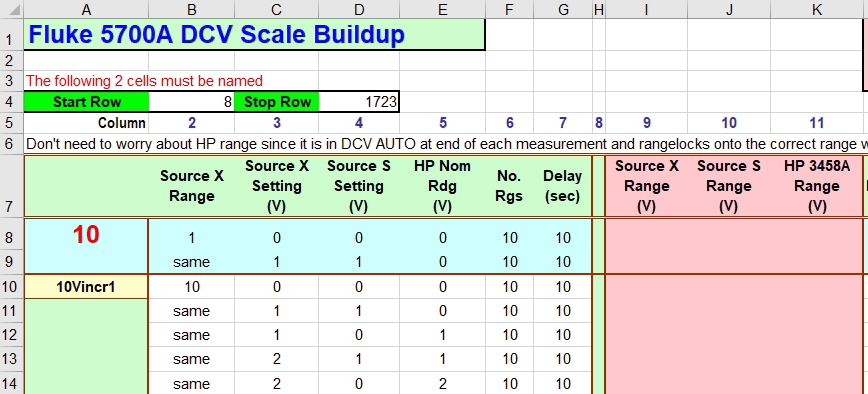 A B C D E F G H I J K
1 Fluke 5700A DCV Scale Buildup
2
3 The following 2 cells must be named
4 Start Row 8 Stop Row 1723
5 Column 2 3 4 5 6 7 8 9 10 11
6 Don't need to worry about HP range since it is in DCV AUTO at end of each measurement and rangelocks onto the correct range
Source X Source S HP Nom Source X Source S HP 3458A
Source X Setting Setting Rdg No. Delay Range Range Range
7 Range (V) (V) (V) Rgs (sec) (V) (V) (V)
8 10 1 0 0 0 10 10
9 same 1 1 0 10 10
10 10Vincr1 10 0 0 0 10 10
11 same 1 1 0 10 10
12 same 1 0 1 10 10
13 same 2 1 1 10 10
14 same 2 0 2 10 10